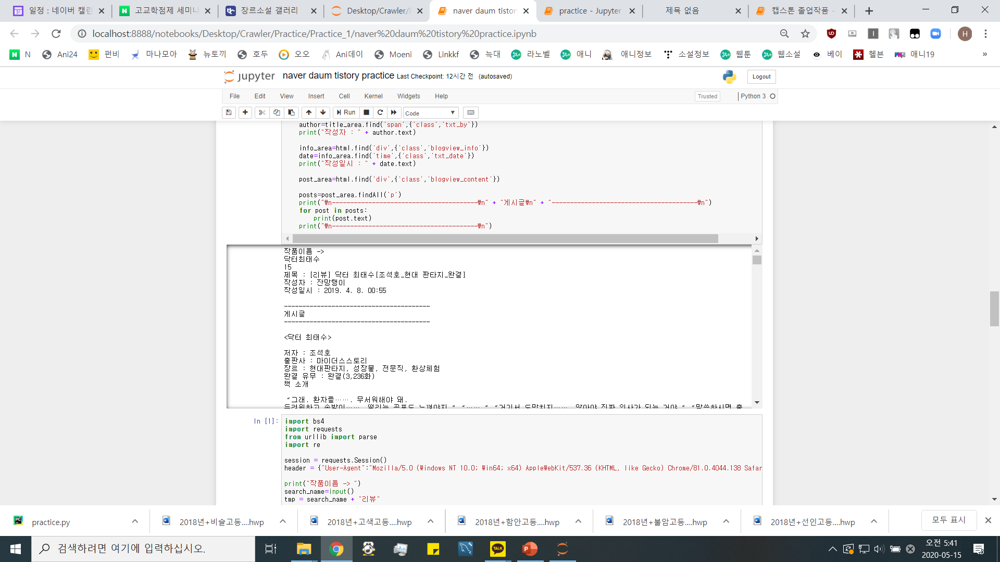 일정 : 네이버 캘린
고교학점제 세미나
장르소설 갤러리
Desktop/Crawler/P
naver daum tistor
practice - Jupyter
제목 없음
캡스톤 졸업작품 -
localhost:8888/notebooks/Desktop/Crawler/Practice/Practice_1/naver%20daum%20tistory%20practice.ipynb
H
N Ani24 펀비 마나모아 뉴토끼 호두 오오 Ani데이 Moeni Linkkf 늑대 라노벨 애니 애니정보 소설정보 웹툰 웹소설 베이 헬븐 애니19 »
jupyter naver daum tistory practice Last Checkpoint: 12시간 전 (autosaved) Logout
File Edit View Insert Cell Kernel Widgets Help Trusted Python 3
Run Code
author=title_area.find('span',{'class','txt_by'})
print("작성자 : " + author.text)
info_area=html.find('div',{'class','blogview_info'})
date=info_area.find('time',{'class','txt_date'})
print("작성일시 : " + date.text)
post_area=html.find('div',{'class','blogview_content'})
posts=post_area.findAll('p')
print("₩n----------------------------------------₩n" + "게시글₩n" + "----------------------------------------₩n")
for post in posts:
print(post.text)
print("₩n----------------------------------------₩n")
작품이름 ->
닥터최태수
15
제목 : [리뷰] 닥터 최태수[조석호_현대 판타지_완결]
작성자 : 잔망탱이
작성일시 : 2019. 4. 8. 00:55
----------------------------------------
게시글
----------------------------------------
<닥터 최태수>
저자 : 조석호
출판사 : 마이더스스토리
장르 : 현대판타지, 성장물, 전문직, 환상체험
완결 유무 : 완결(3,236화)
책 소개
“그래. 환자를……. 무서워해야 돼.
In [1]:
import bs4
import requests
from urllib import parse
import re
session = requests.Session()
header = {"User-Agent":"Mozilla/5.0 (Windows NT 10.0; Win64; x64) AppleWebKit/537.36 (KHTML, like Gecko) Chrome/81.0.4044.138 Safar
print("작품이름 -> ")
search_name=input()
tmp = search_name + "리뷰"
practice.py
2018년+비슬고등....hwp
2018년+고색고등....hwp
2018년+함안고등....hwp
2018년+불암고등....hwp
2018년+선인고등....hwp
모두 표시
검색하려면 여기에 입력하십시오.
오전 5:41
2020-05-15